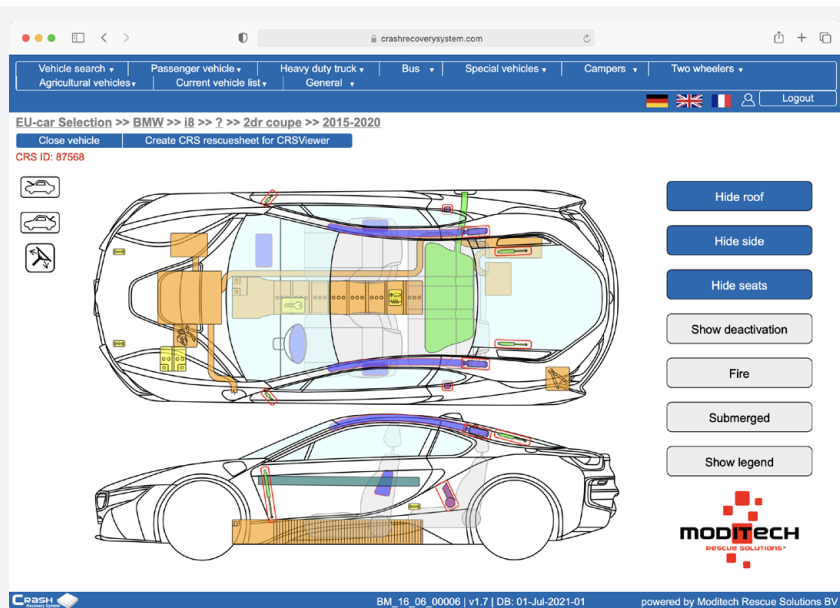 crashrecoverysystem.com
Vehicle search
Passenger vehicle
Heavy duty truck
Bus
Special vehicles
Campers
Two wheelers
Agricultural vehicles
Current vehicle list
General
Logout
EU-car Selection >> BMW >> i8 >> ? >> 2dr coupe >> 2015-2020
Close vehicle
Create CRS rescuesheet for CRSViewer
CRS ID: 87568
Hide roof
Hide side
Hide seats
Show deactivation
Fire
Submerged
Show legend
MODITECH
RESCUE SOLUTIONS
CRASH
Recovery System
BM_16_06_00006 | v1.7 | DB: 01-Jul-2021-01
powered by Moditech Rescue Solutions BV